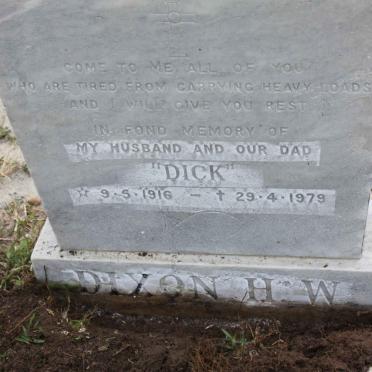 COME TO ME ALL OF YOU
WHO ARE TIRED FROM CARRYING HEAVY LOADS
AND I WILL GIVE YOU REST
IN FOND MEMORY OF
MY HUSBAND AND OUR DAD
"DICK"
☆ 9·5·1916 — † 29·4·1979
DIXON H W